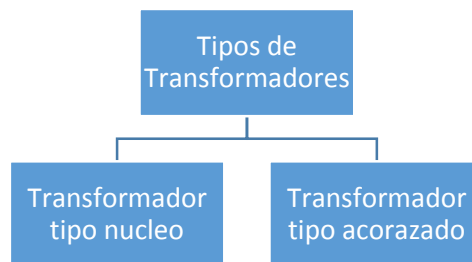 Tipos de
Transformadores
Transformador
tipo nucleo
Transformador
tipo acorazado